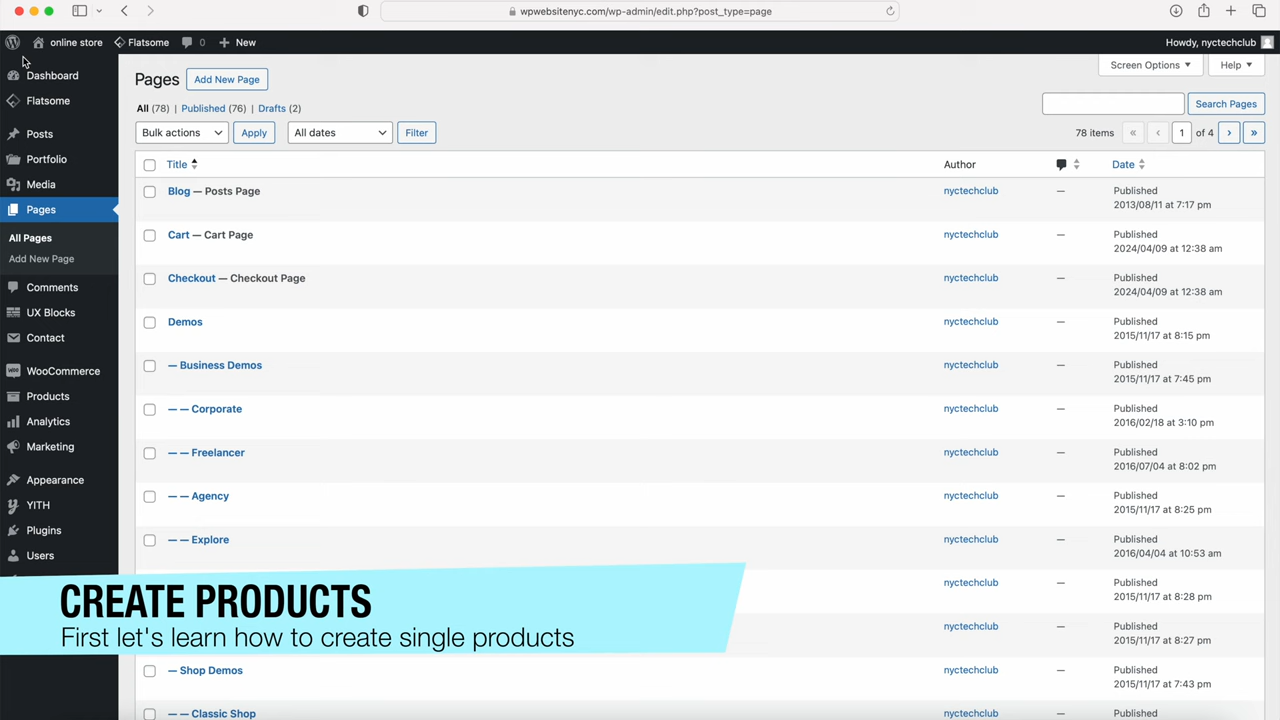 wpwebsitenyc.com/wp-admin/edit.php?post_type=page
online store
Flatsome
0
New
Howdy, nyctechclub
Dashboard
Flatsome
Posts
Portfolio
Media
Pages
All Pages
Add New Page
Comments
UX Blocks
Contact
WooCommerce
Products
Analytics
Marketing
Appearance
YITH
Plugins
Users
Screen Options
Help
Pages
Add New Page
All (78) | Published (76) | Drafts (2)
Search Pages
Bulk actions
Apply
All dates
Filter
78 items « ‹ 1 of 4 › »
Title Author Date
Blog — Posts Page nyctechclub — Published
2013/08/11 at 7:17 pm
Cart — Cart Page nyctechclub — Published
2024/04/09 at 12:38 am
Checkout — Checkout Page nyctechclub — Published
2024/04/09 at 12:38 am
Demos nyctechclub — Published
2015/11/17 at 8:15 pm
— Business Demos nyctechclub — Published
2015/11/17 at 7:45 pm
— — Corporate nyctechclub — Published
2016/02/18 at 3:10 pm
— — Freelancer nyctechclub — Published
2016/07/04 at 8:02 pm
— — Agency nyctechclub — Published
2015/11/17 at 8:25 pm
— — Explore nyctechclub — Published
2016/04/04 at 10:53 am
nyctechclub — Published
2015/11/17 at 8:28 pm
nyctechclub — Published
2015/11/17 at 8:27 pm
— Shop Demos nyctechclub — Published
2015/11/17 at 7:43 pm
— — Classic Shop nyctechclub — Published
CREATE PRODUCTS
First let's learn how to create single products